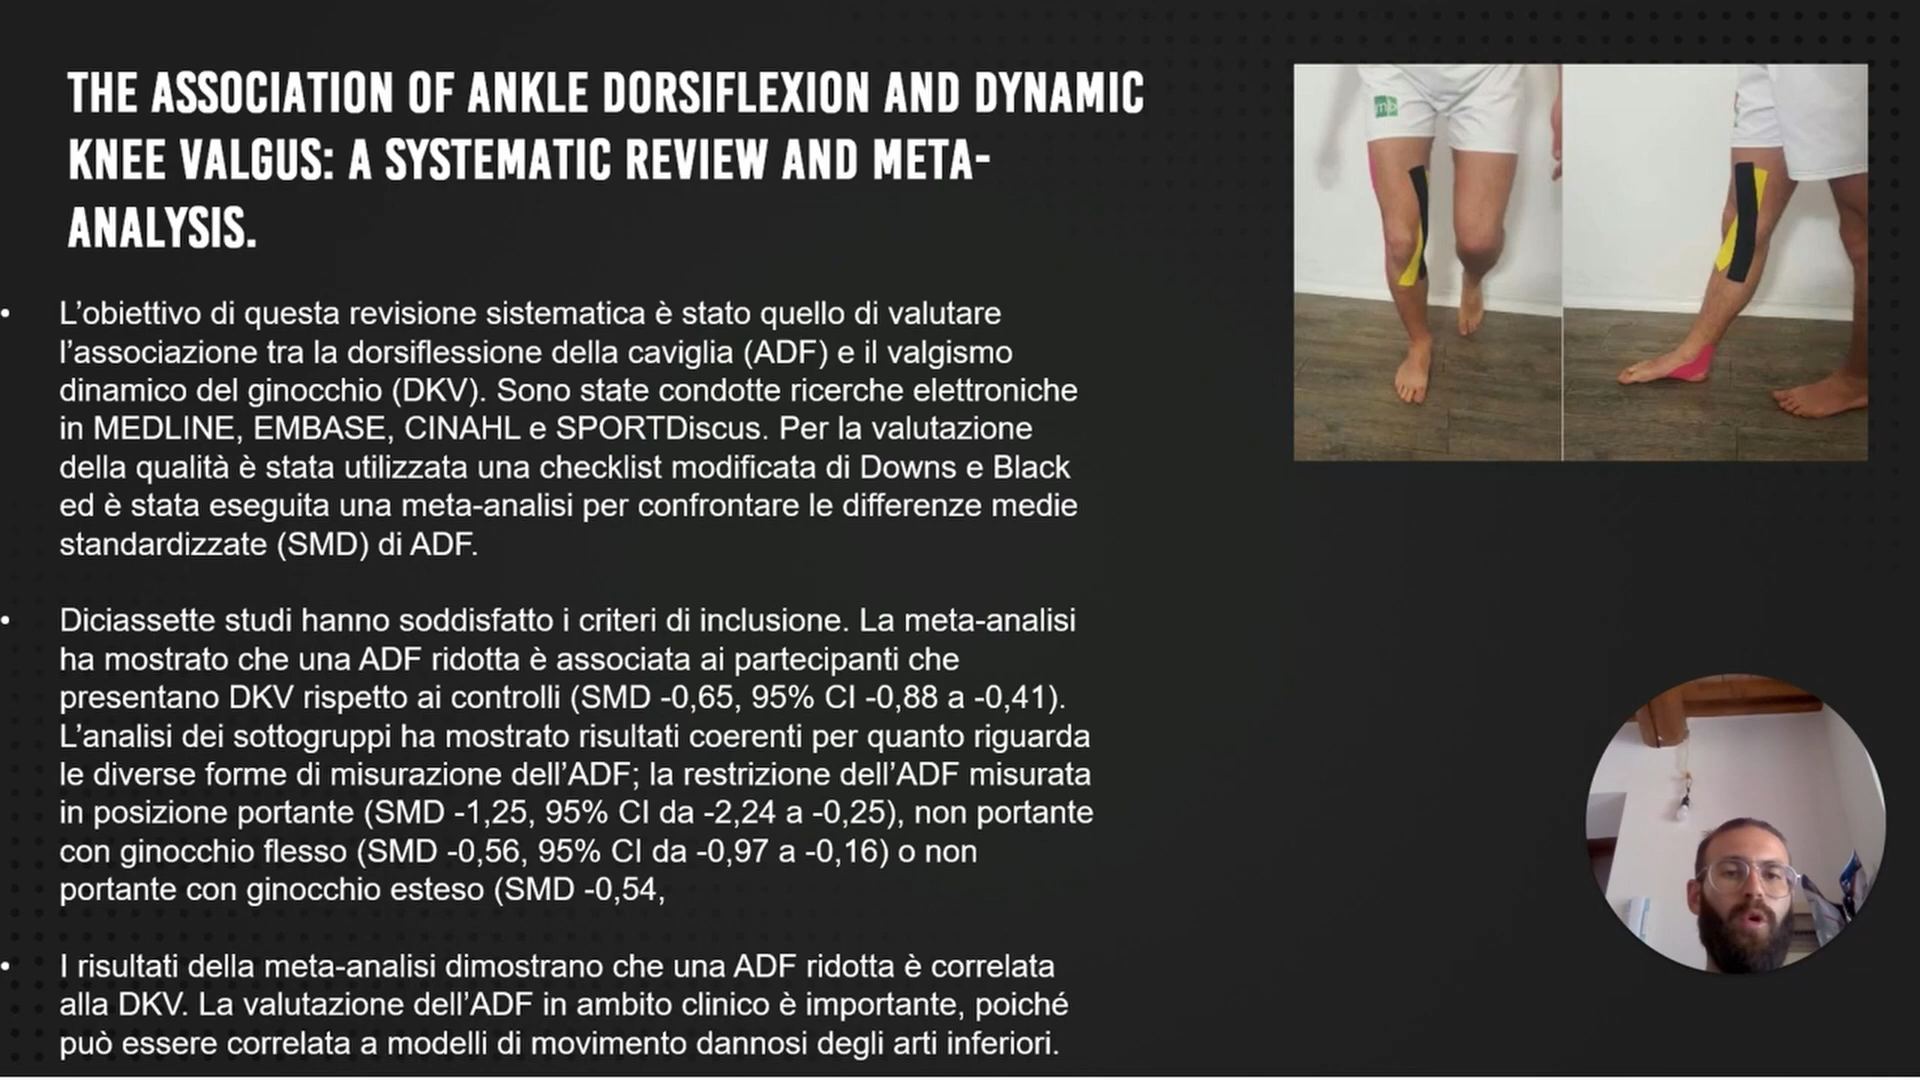 THE ASSOCIATION OF ANKLE DORSIFLEXION AND DYNAMIC
KNEE VALGUS: A SYSTEMATIC REVIEW AND META-
ANALYSIS.
• L’obiettivo di questa revisione sistematica è stato quello di valutare
l’associazione tra la dorsiflessione della caviglia (ADF) e il valgismo
dinamico del ginocchio (DKV). Sono state condotte ricerche elettroniche
in MEDLINE, EMBASE, CINAHL e SPORTDiscus. Per la valutazione
della qualità è stata utilizzata una checklist modificata di Downs e Black
ed è stata eseguita una meta-analisi per confrontare le differenze medie
standardizzate (SMD) di ADF.
• Diciassette studi hanno soddisfatto i criteri di inclusione. La meta-analisi
ha mostrato che una ADF ridotta è associata ai partecipanti che
presentano DKV rispetto ai controlli (SMD -0,65, 95% CI -0,88 a -0,41).
L’analisi dei sottogruppi ha mostrato risultati coerenti per quanto riguarda
le diverse forme di misurazione dell’ADF; la restrizione dell’ADF misurata
in posizione portante (SMD -1,25, 95% CI da -2,24 a -0,25), non portante
con ginocchio flesso (SMD -0,56, 95% CI da -0,97 a -0,16) o non
portante con ginocchio esteso (SMD -0,54,
• I risultati della meta-analisi dimostrano che una ADF ridotta è correlata
alla DKV. La valutazione dell’ADF in ambito clinico è importante, poiché
può essere correlata a modelli di movimento dannosi degli arti inferiori.